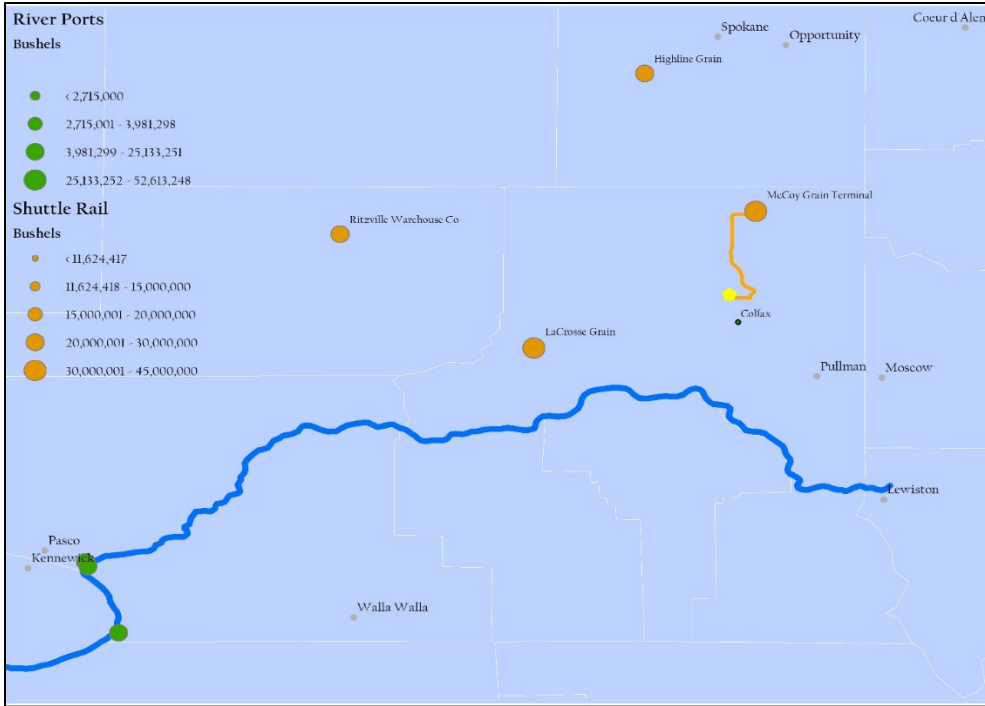 River Ports
Bushels
< 2,715,000
2,715,001 - 3,981,298
3,981,299 - 25,133,251
25,133,252 - 52,613,248
Shuttle Rail
Bushels
< 11,624,417
11,624,418 - 15,000,000
15,000,001 - 20,000,000
20,000,001 - 30,000,000
30,000,001 - 45,000,000
Coeur d'Alen
Spokane
Opportunity
Highline Grain
McCoy Grain Terminal
Ritzville Warehouse Co
Colfax
LaCrosse Grain
Pullman
Moscow
Lewiston
Pasco
Kennewick
Walla Walla